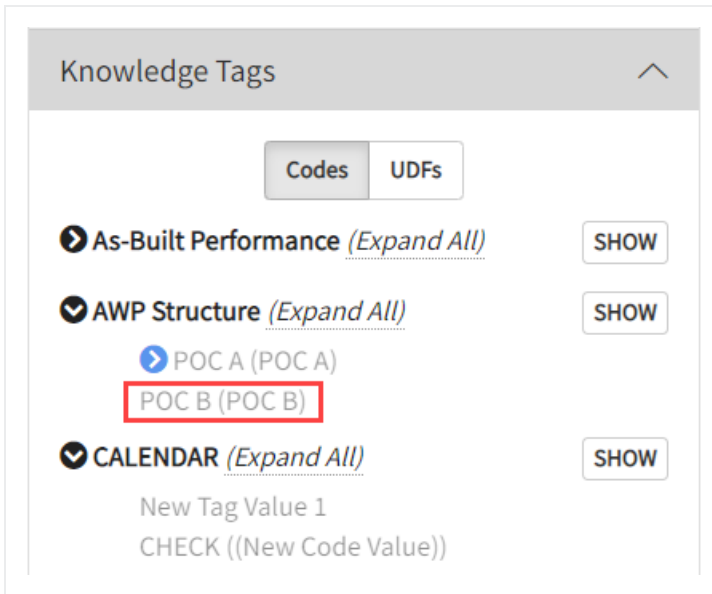 Knowledge Tags
Codes UDFs
As-Built Performance (Expand All) SHOW
AWP Structure (Expand All) SHOW
POC A (POC A)
POC B (POC B)
CALENDAR (Expand All) SHOW
New Tag Value 1
CHECK ((New Code Value))